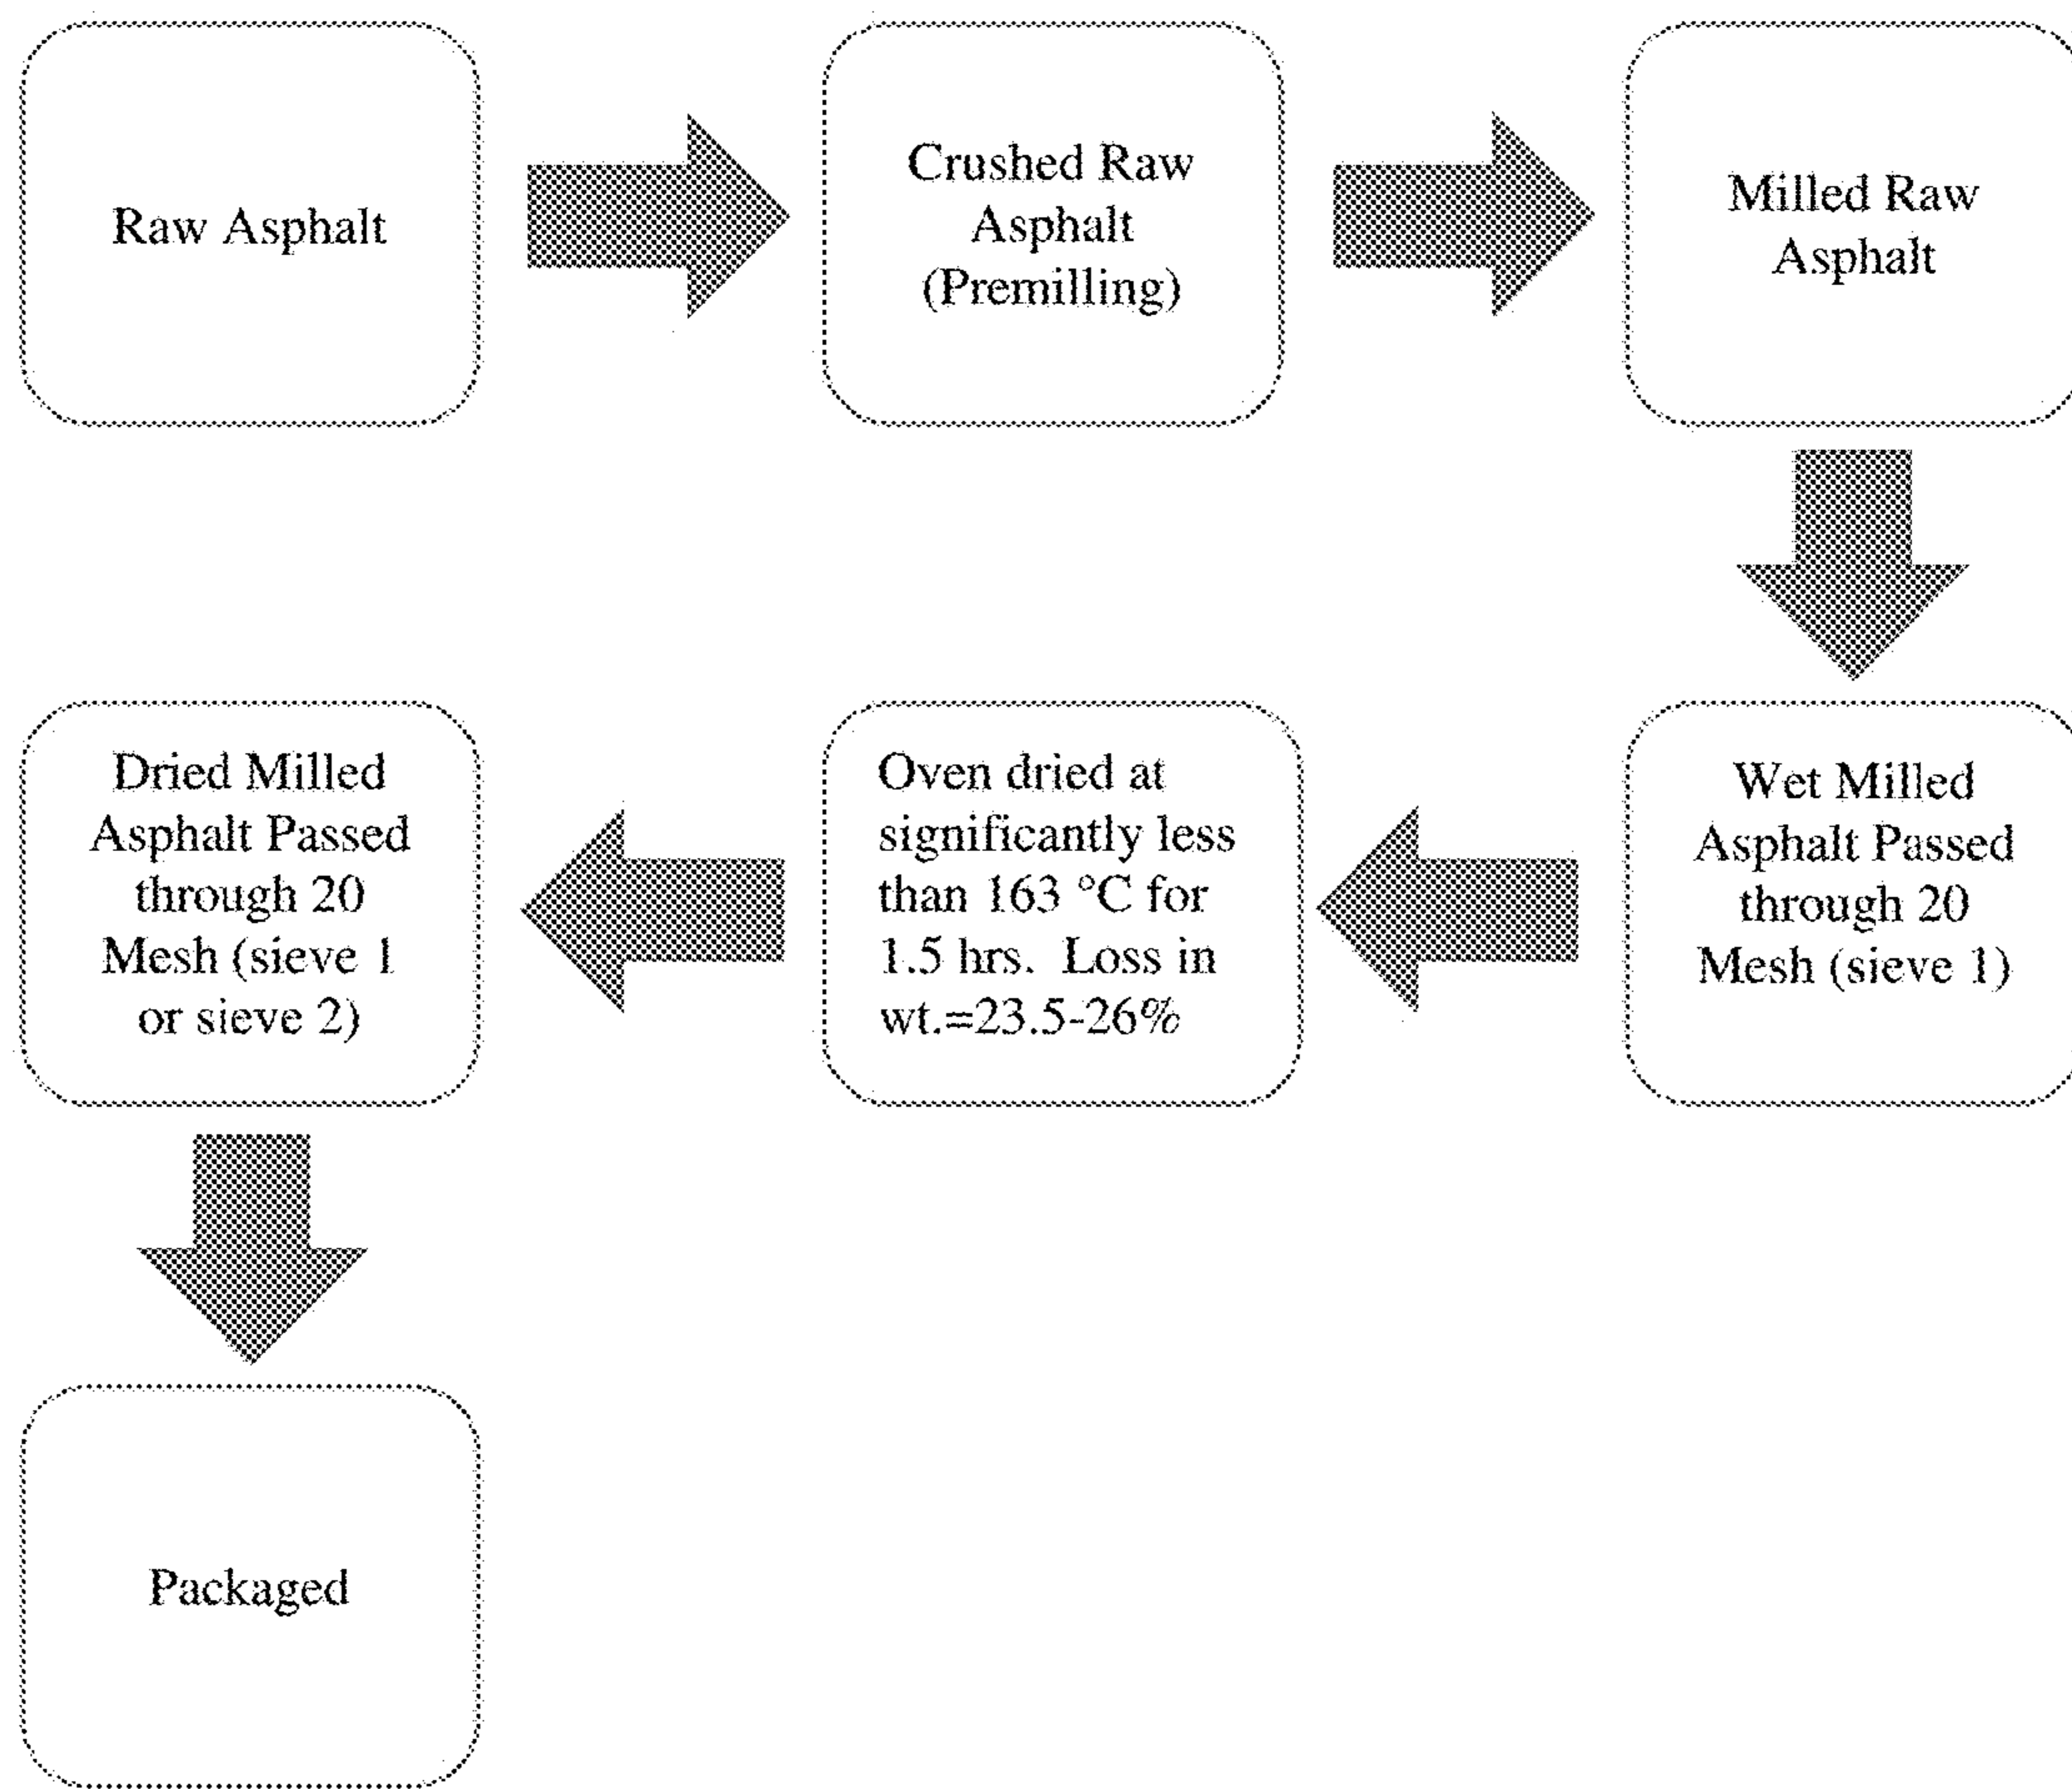 Raw Asphalt
Crushed Raw
Asphalt
(Premilling)
Milled Raw
Asphalt
Wet Milled
Asphalt Passed
through 20
Mesh (sieve 1)
Oven dried at
significantly less
than 163 °C for
1.5 hrs.  Loss in
wt.=23.5-26%
Dried Milled
Asphalt Passed
through 20
Mesh (sieve 1
or sieve 2)
Packaged